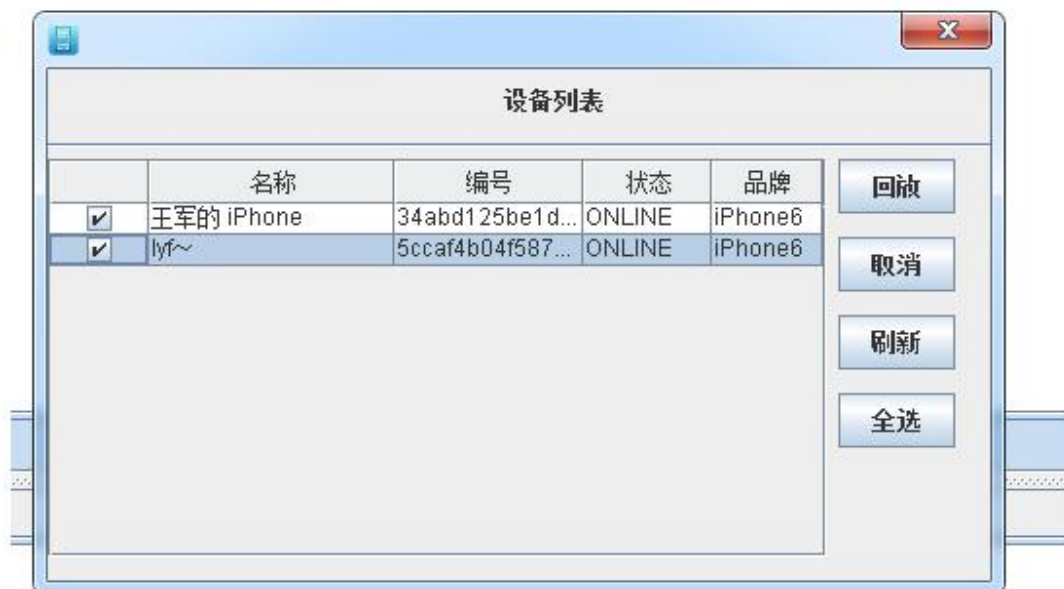 设备列表
名称 编号 状态 品牌
王军的 iPhone 34abd125be1d... ONLINE iPhone6
lyf~ 5ccaf4b04f587... ONLINE iPhone6
回放
取消
刷新
全选